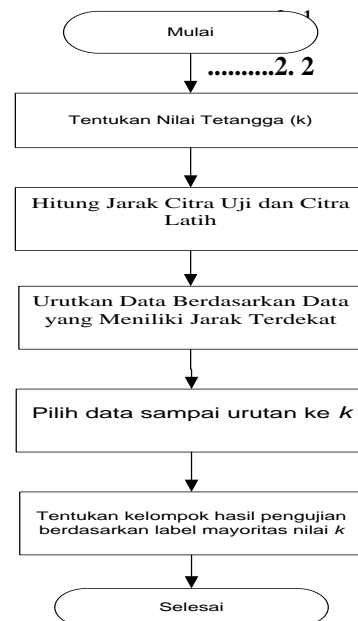 Mulai
..........2. 2
Tentukan Nilai Tetangga (k)
Hitung Jarak Citra Uji dan Citra
Latih
Urutkan Data Berdasarkan Data
yang Meniliki Jarak Terdekat
Pilih data sampai urutan ke k
Tentukan kelompok hasil pengujian
berdasarkan label mayoritas nilai k
Selesai